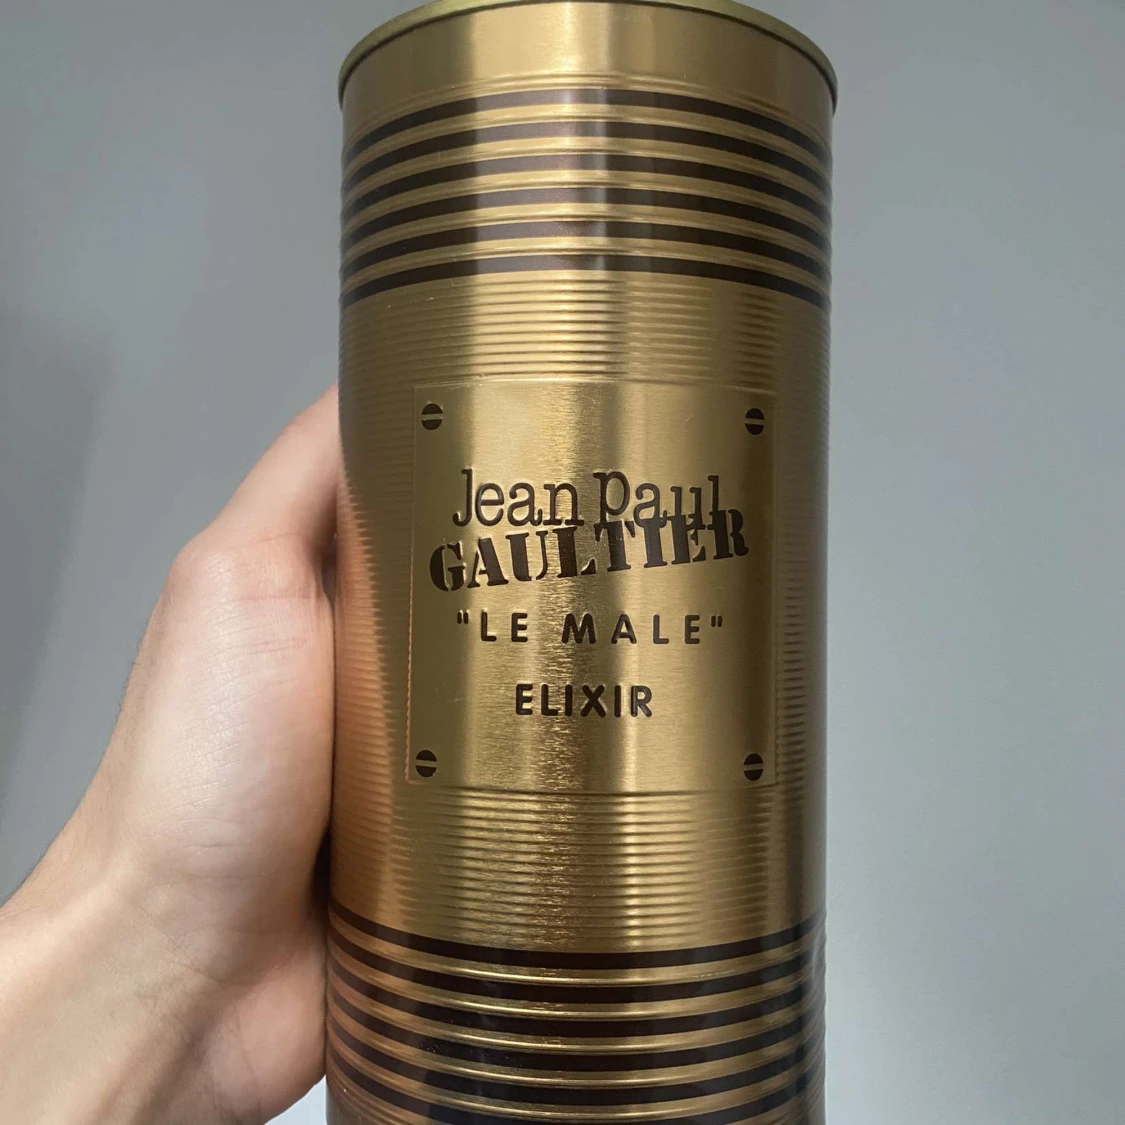 Jean Paul
GAULTIER
"LE MALE"
ELIXIR